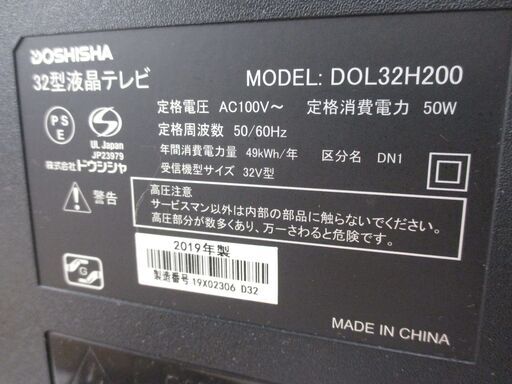 DOSHISHA
32型液晶テレビ
MODEL: DOL32H200
定格電圧 AC100V～ 定格消費電力 50W
定格周波数 50/60Hz
年間消費電力量 49kWh/年 区分名 DN1
受信機型サイズ 32V型
P S E
UL Japan
JP23979
株式会社ドウシシャ
警告
高圧注意
サービスマン以外は内部の部品に触らないでください。
高圧部分が数多くあり、万一さわると危険です。
2019年製
製造番号:19X02306 D32
G
MADE IN CHINA